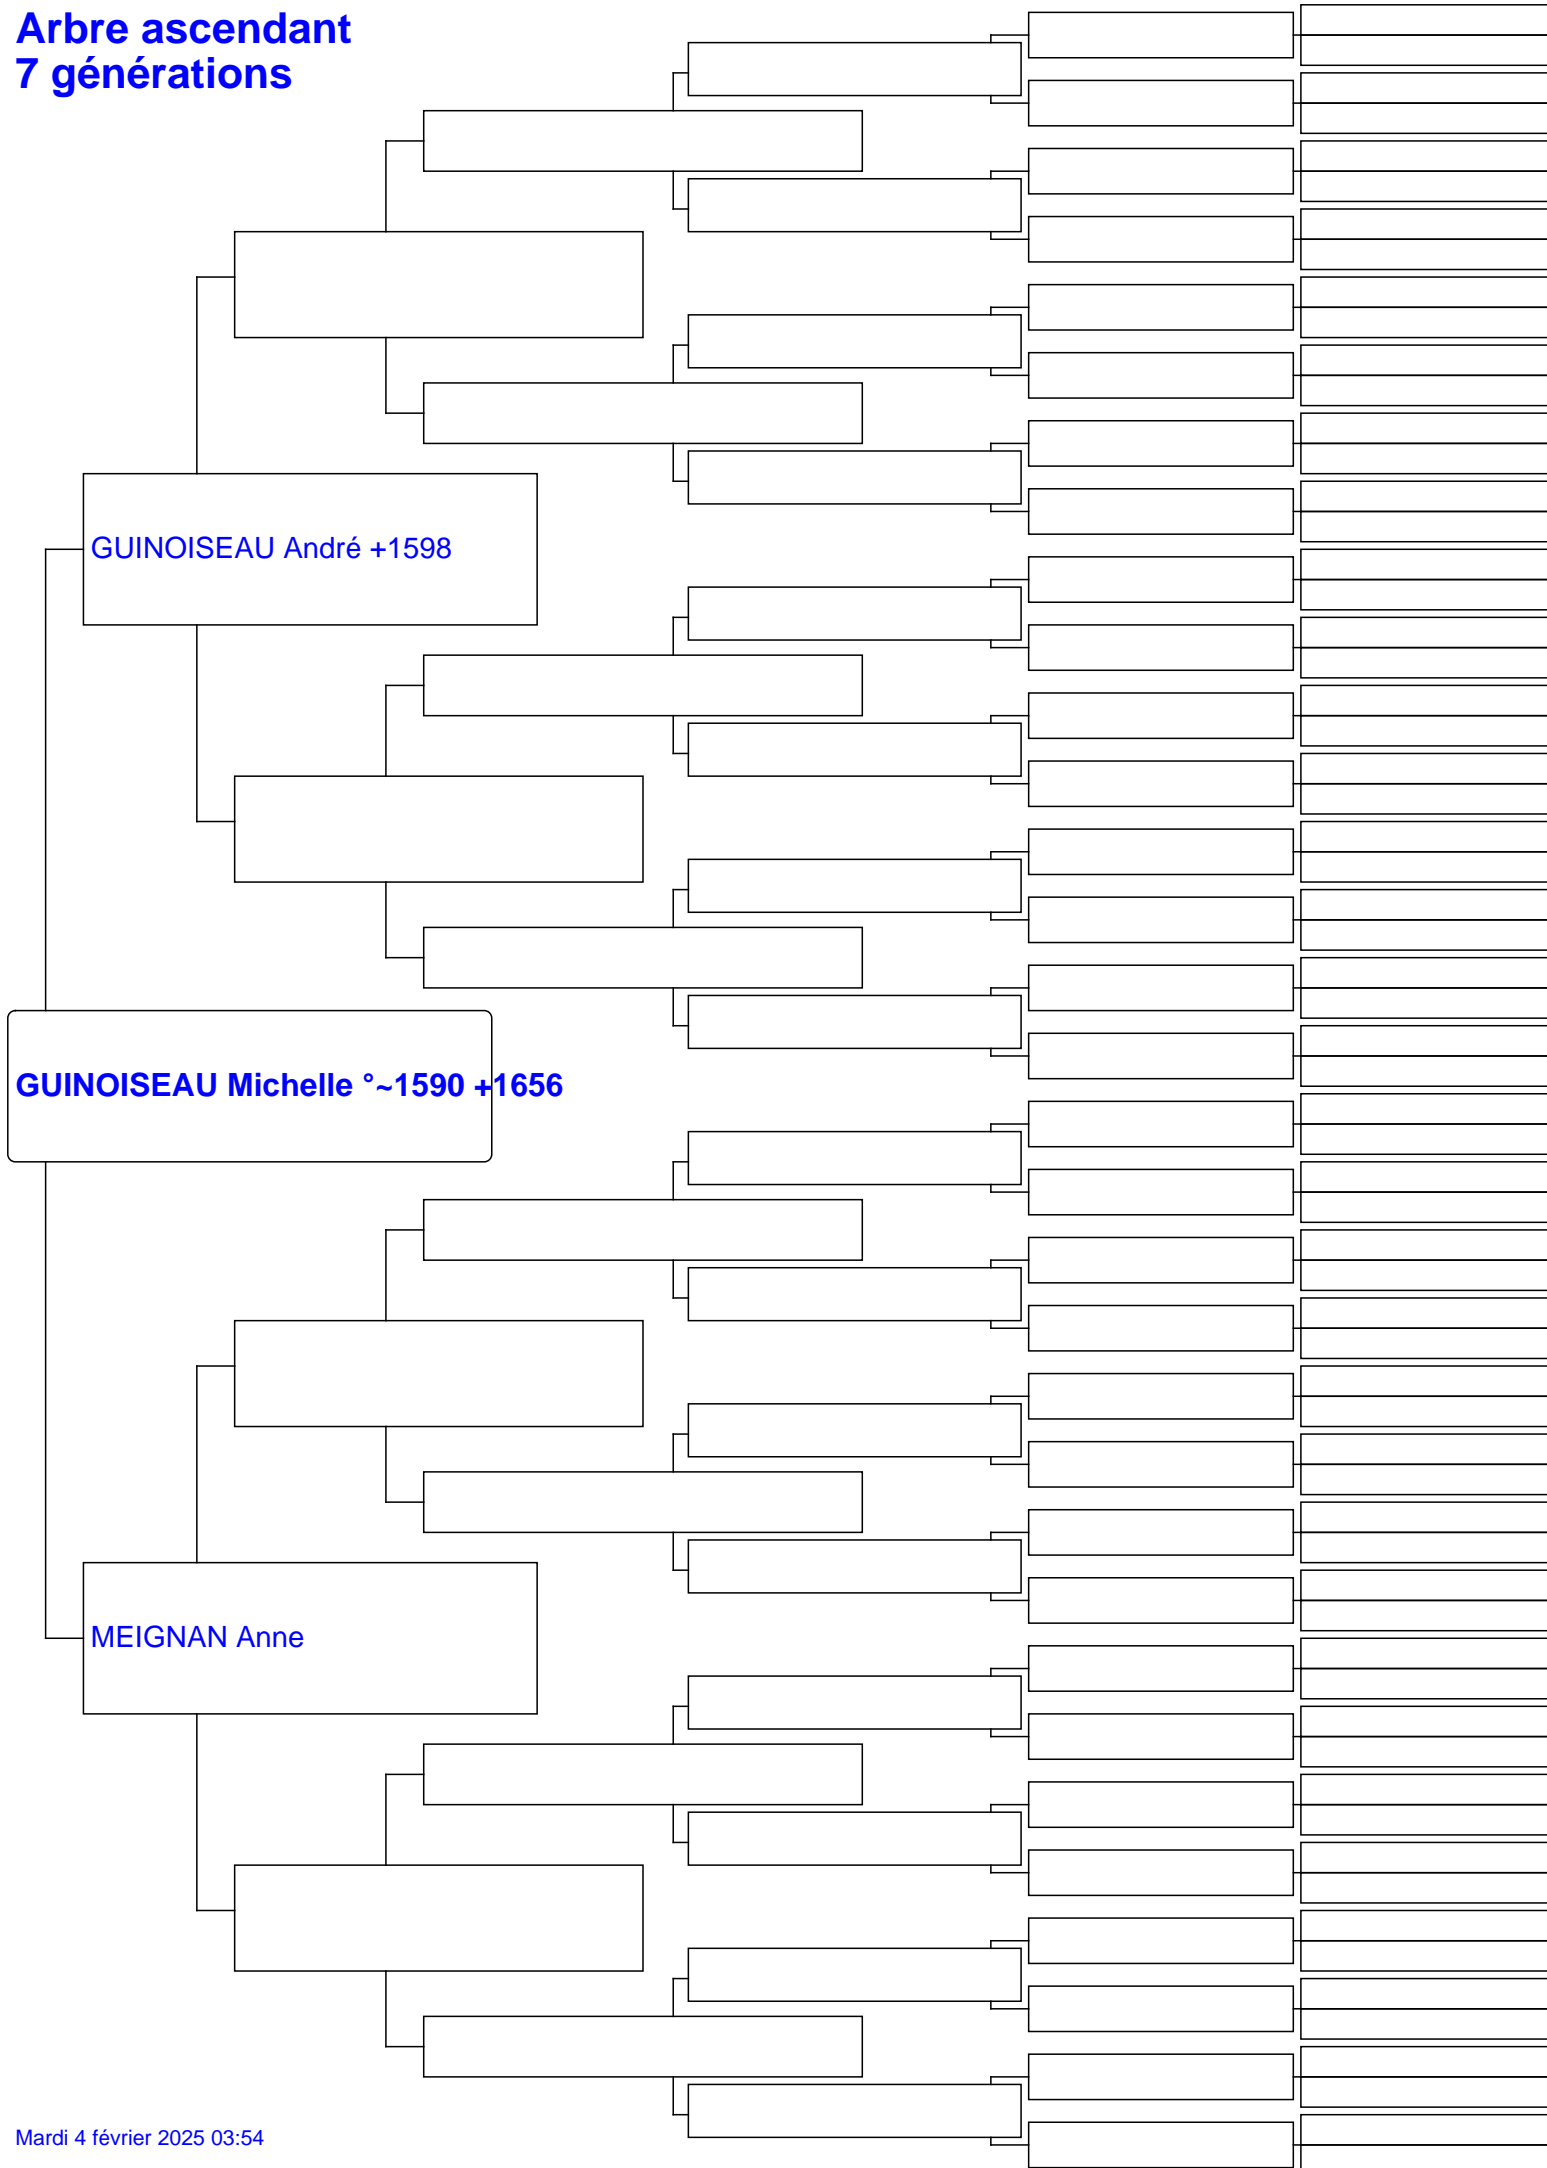 Arbre ascendant
7 générations
GUINOISEAU André +1598
GUINOISEAU Michelle °~1590 +1656
MEIGNAN Anne
Mardi 4 février 2025 03:54